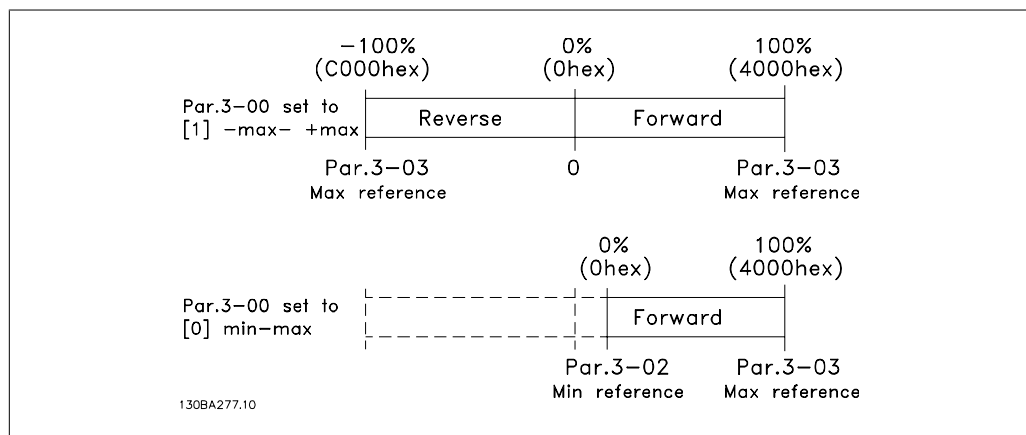 -100% 0% 100%
(C000hex) (0hex) (4000hex)
Par.3-00 set to
[1] -max- +max
Reverse Forward
Par.3-03 0 Par.3-03
Max reference Max reference
0% 100%
(0hex) (4000hex)
Par.3-00 set to
[0] min-max
Forward
Par.3-02 Par.3-03
Min reference Max reference
130BA277.10